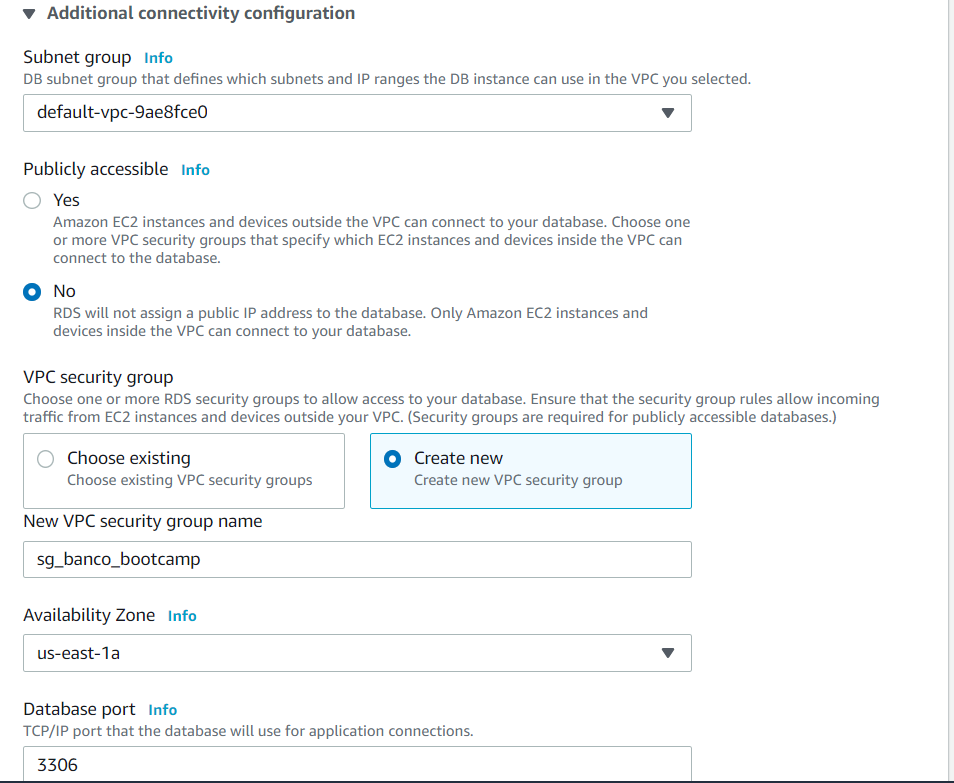 Additional connectivity configuration
Subnet group Info
DB subnet group that defines which subnets and IP ranges the DB instance can use in the VPC you selected.
default-vpc-9ae8fce0
Publicly accessible Info
Yes
Amazon EC2 instances and devices outside the VPC can connect to your database. Choose one
or more VPC security groups that specify which EC2 instances and devices inside the VPC can
connect to the database.
No
RDS will not assign a public IP address to the database. Only Amazon EC2 instances and
devices inside the VPC can connect to your database.
VPC security group
Choose one or more RDS security groups to allow access to your database. Ensure that the security group rules allow incoming
traffic from EC2 instances and devices outside your VPC. (Security groups are required for publicly accessible databases.)
Choose existing
Choose existing VPC security groups
Create new
Create new VPC security group
New VPC security group name
sg_banco_bootcamp
Availability Zone Info
us-east-1a
Database port Info
TCP/IP port that the database will use for application connections.
3306